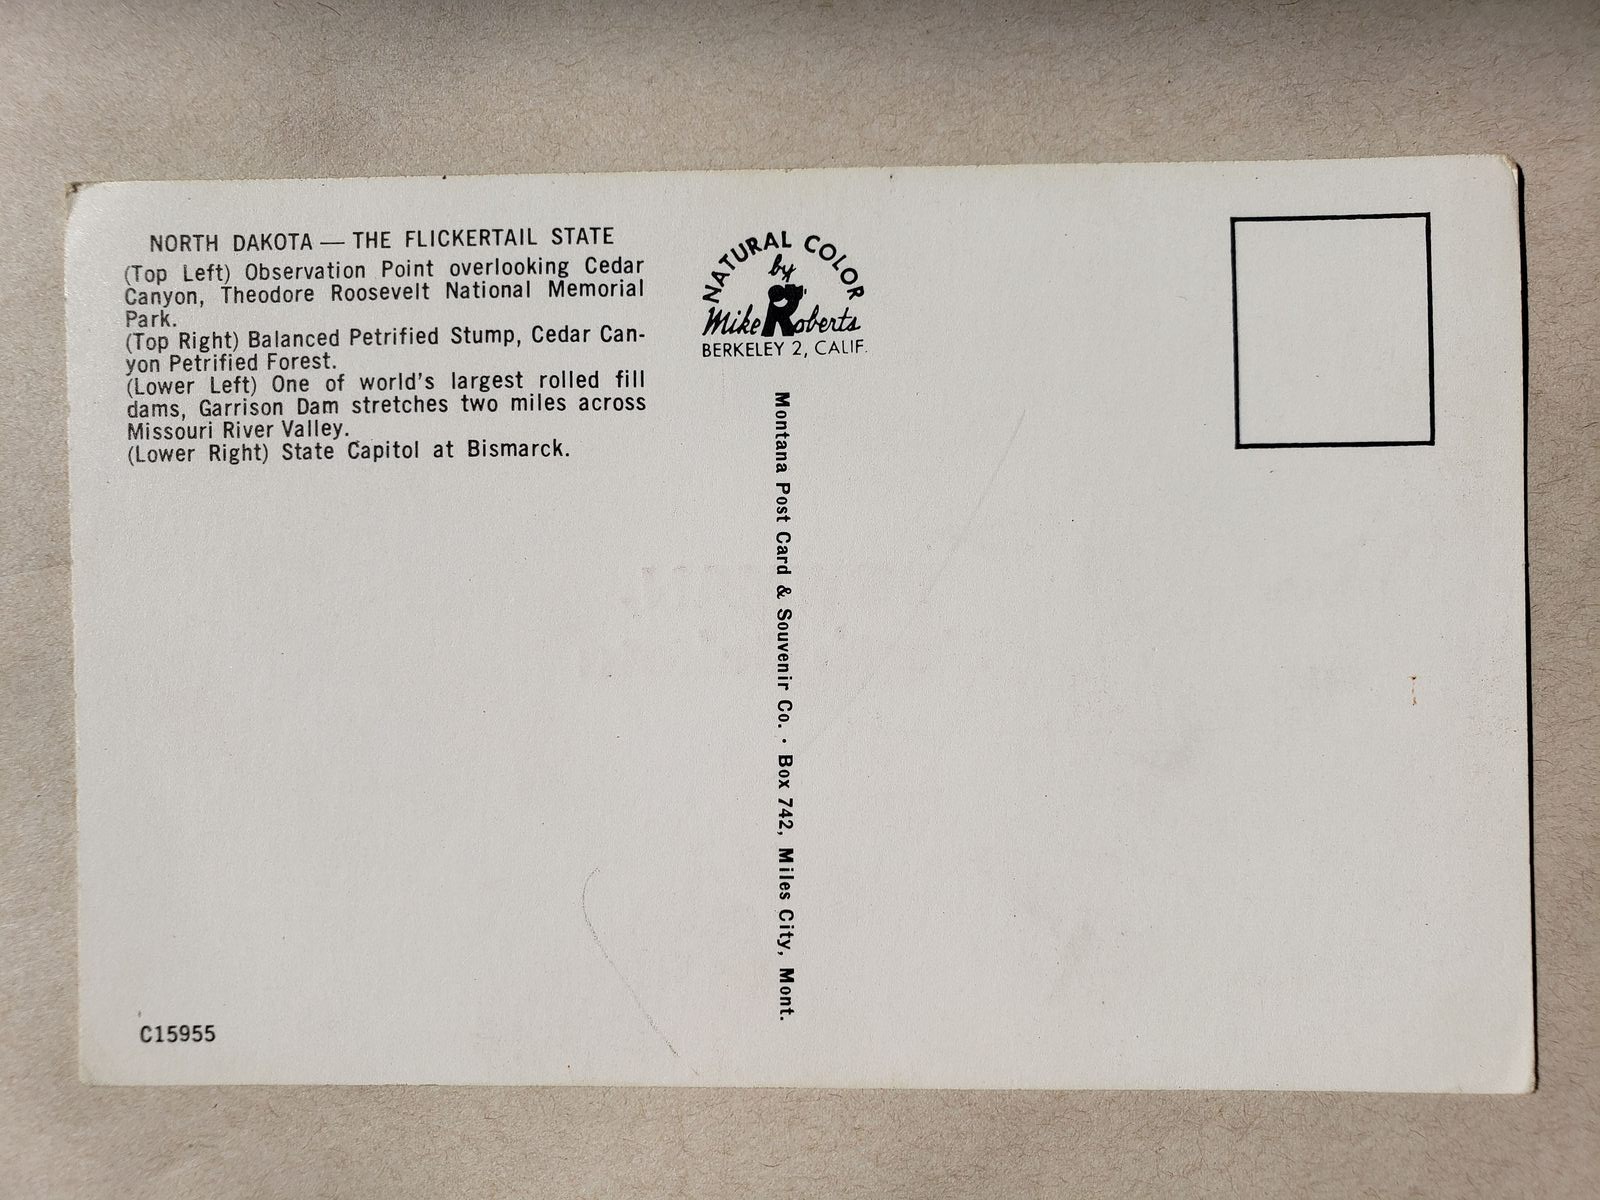 NORTH DAKOTA — THE FLICKERTAIL STATE
(Top Left) Observation Point overlooking Cedar
Canyon, Theodore Roosevelt National Memorial
Park.
(Top Right) Balanced Petrified Stump, Cedar Can-
yon Petrified Forest.
(Lower Left) One of world's largest rolled fill
dams, Garrison Dam stretches two miles across
Missouri River Valley.
(Lower Right) State Capitol at Bismarck.
C15955
NATURAL COLOR
by
Mike Roberts
BERKELEY 2, CALIF.
Montana Post Card & Souvenir Co. · Box 742, Miles City, Mont.